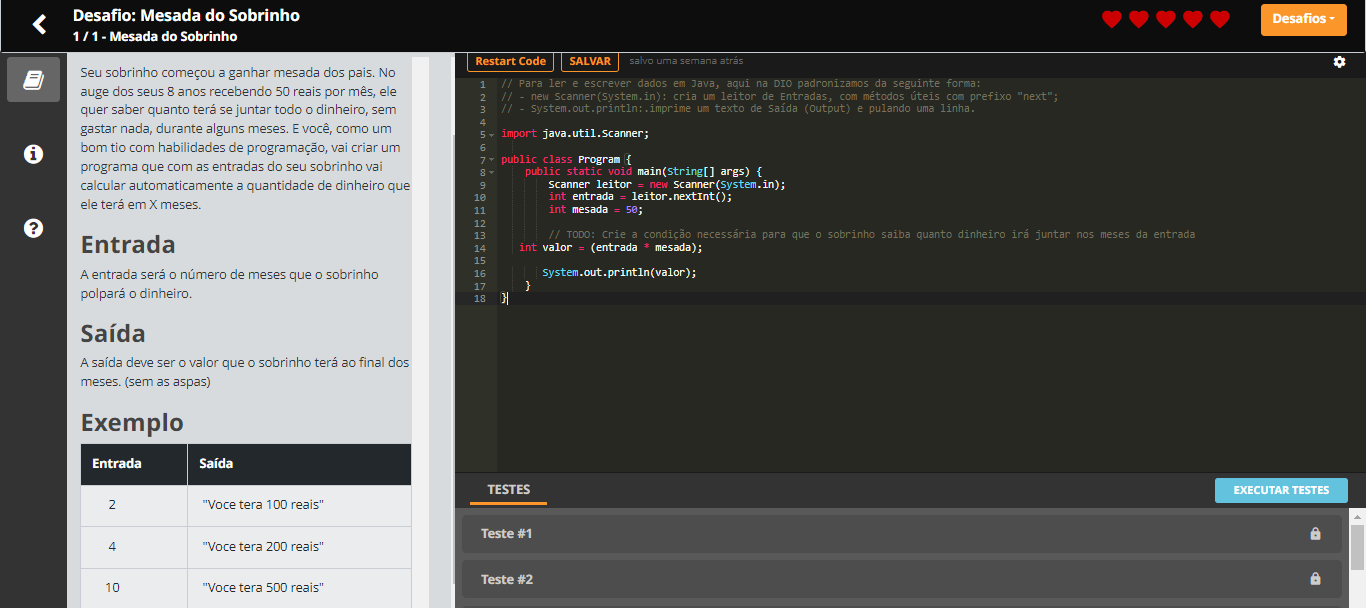 Desafio: Mesada do Sobrinho
1 / 1 - Mesada do Sobrinho
Desafios
Seu sobrinho começou a ganhar mesada dos pais. No
auge dos seus 8 anos recebendo 50 reais por mês, ele
quer saber quanto terá se juntar todo o dinheiro, sem
gastar nada, durante alguns meses. E você, como um
bom tio com habilidades de programação, vai criar um
programa que com as entradas do seu sobrinho vai
calcular automaticamente a quantidade de dinheiro que
ele terá em X meses.
Entrada
A entrada será o número de meses que o sobrinho
polpará o dinheiro.
Saída
A saída deve ser o valor que o sobrinho terá ao final dos
meses. (sem as aspas)
Exemplo
Entrada Saída
2 "Voce tera 100 reais"
4 "Voce tera 200 reais"
10 "Voce tera 500 reais"
Restart Code SALVAR salvo uma semana atrás
1 // Para ler e escrever dados em Java, aqui na DIO padronizamos da seguinte forma:
2 // - new Scanner(System.in): cria um leitor de Entradas, com métodos úteis com prefixo "next";
3 // - System.out.println:.imprime um texto de Saída (Output) e pulando uma linha.
4
5 import java.util.Scanner;
6
7 public class Program {
8 public static void main(String[] args) {
9 Scanner leitor = new Scanner(System.in);
10 int entrada = leitor.nextInt();
11 int mesada = 50;
12
13 // TODO: Crie a condição necessária para que o sobrinho saiba quanto dinheiro irá juntar nos meses da entrada
14 int valor = (entrada * mesada);
15
16 System.out.println(valor);
17 }
18 }
TESTES
EXECUTAR TESTES
Teste #1
Teste #2